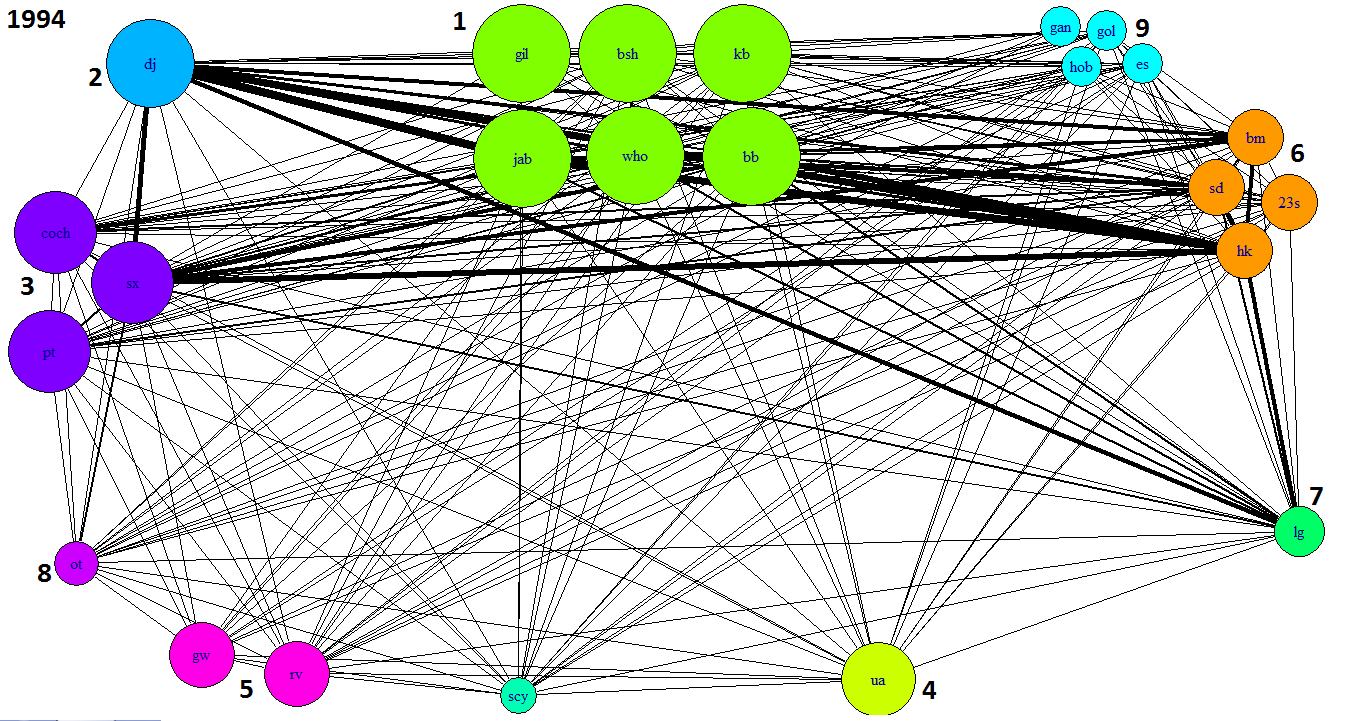 1994
1
gil
bsh
kb
gan
gol
9
hob
es
2
dj
jab
who
bb
bm
6
sd
23s
hk
coch
3
sx
pt
7
lg
8
ot
gw
5
rv
scy
ua
4